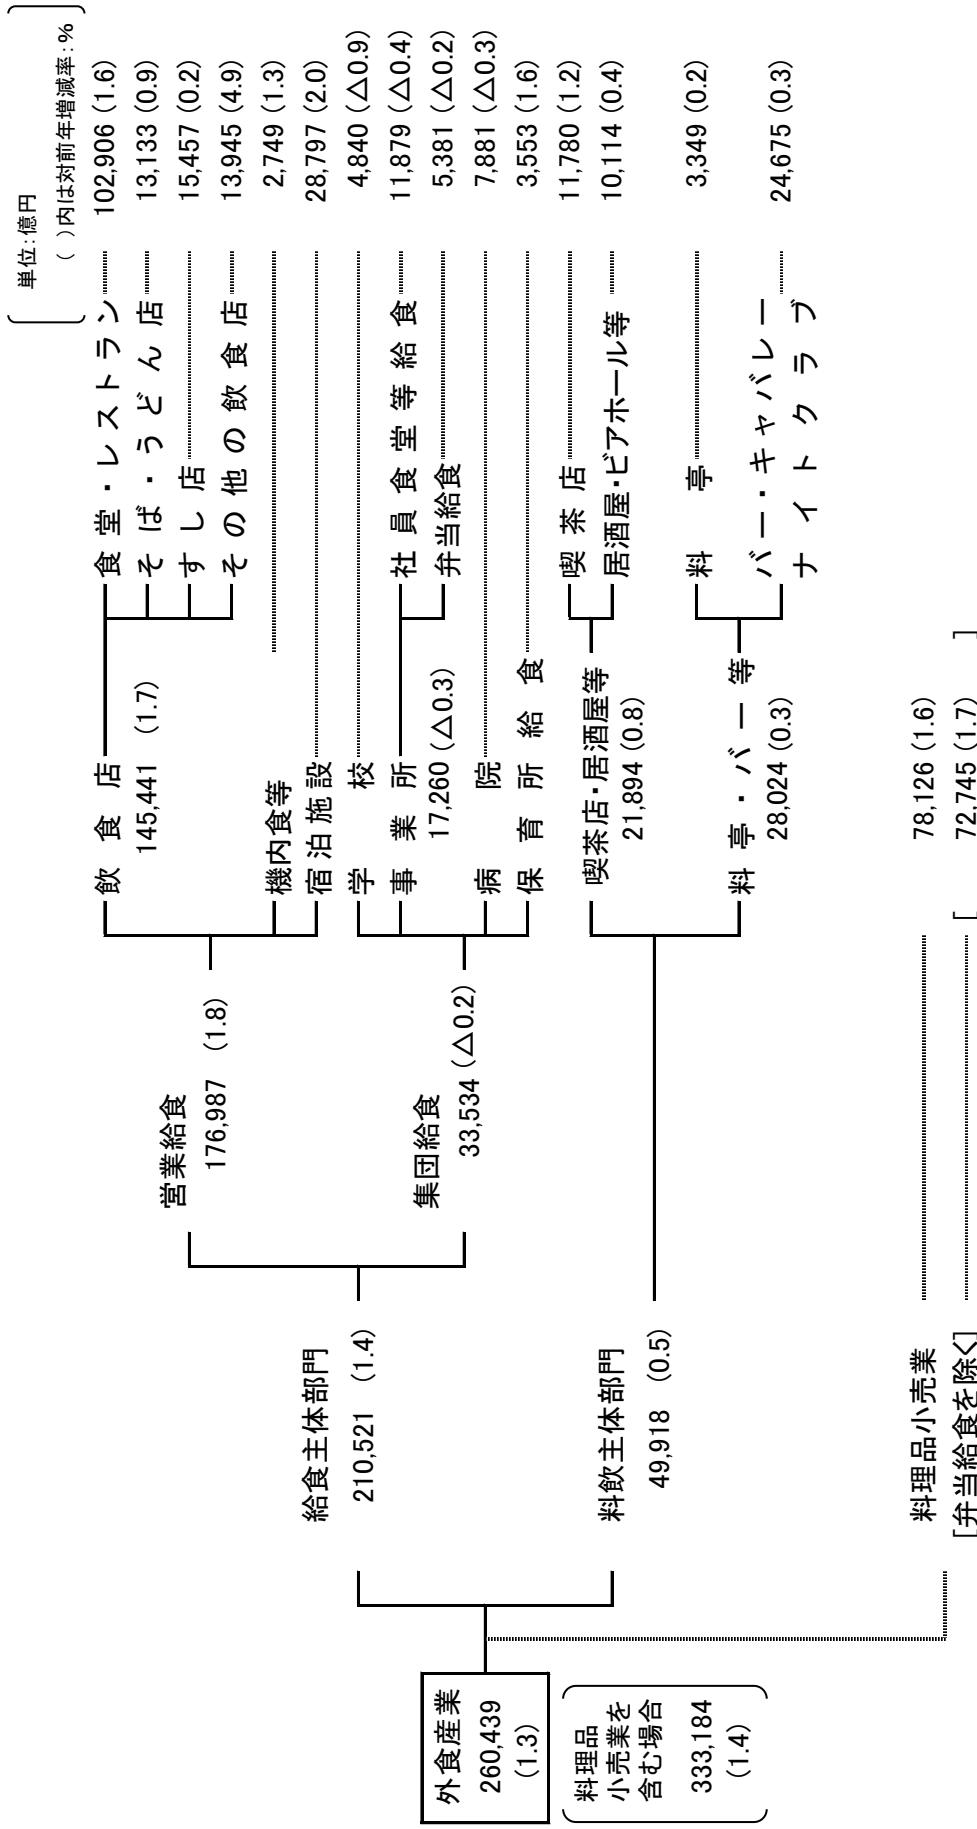 単位:億円
( )内は対前年増減率:%
外食産業
260,439
(1.3)
料理品
小売業を
含む場合
333,184
(1.4)
給食主体部門
210,521 (1.4)
料飲主体部門
49,918 (0.5)
料理品小売業
[弁当給食を除く]
営業給食
176,987 (1.8)
集団給食
33,534 (△0.2)
飲食店
145,441 (1.7)
機内食等
宿泊施設
学校
事業所
17,260 (△0.3)
病院
保育所給食
喫茶店・居酒屋等
21,894 (0.8)
料亭・バー等
28,024 (0.3)
78,126 (1.6)
[ 72,745 (1.7) ]
食堂・レストラン 102,906 (1.6)
そば・うどん店 13,133 (0.9)
すし店 15,457 (0.2)
その他の飲食店 13,945 (4.9)
2,749 (1.3)
28,797 (2.0)
4,840 (△0.9)
社員食堂等給食 11,879 (△0.4)
弁当給食 5,381 (△0.2)
7,881 (△0.3)
3,553 (1.6)
喫茶店 11,780 (1.2)
居酒屋・ビアホール等 10,114 (0.4)
料亭 3,349 (0.2)
バー・キャバレー
ナイトクラブ 24,675 (0.3)